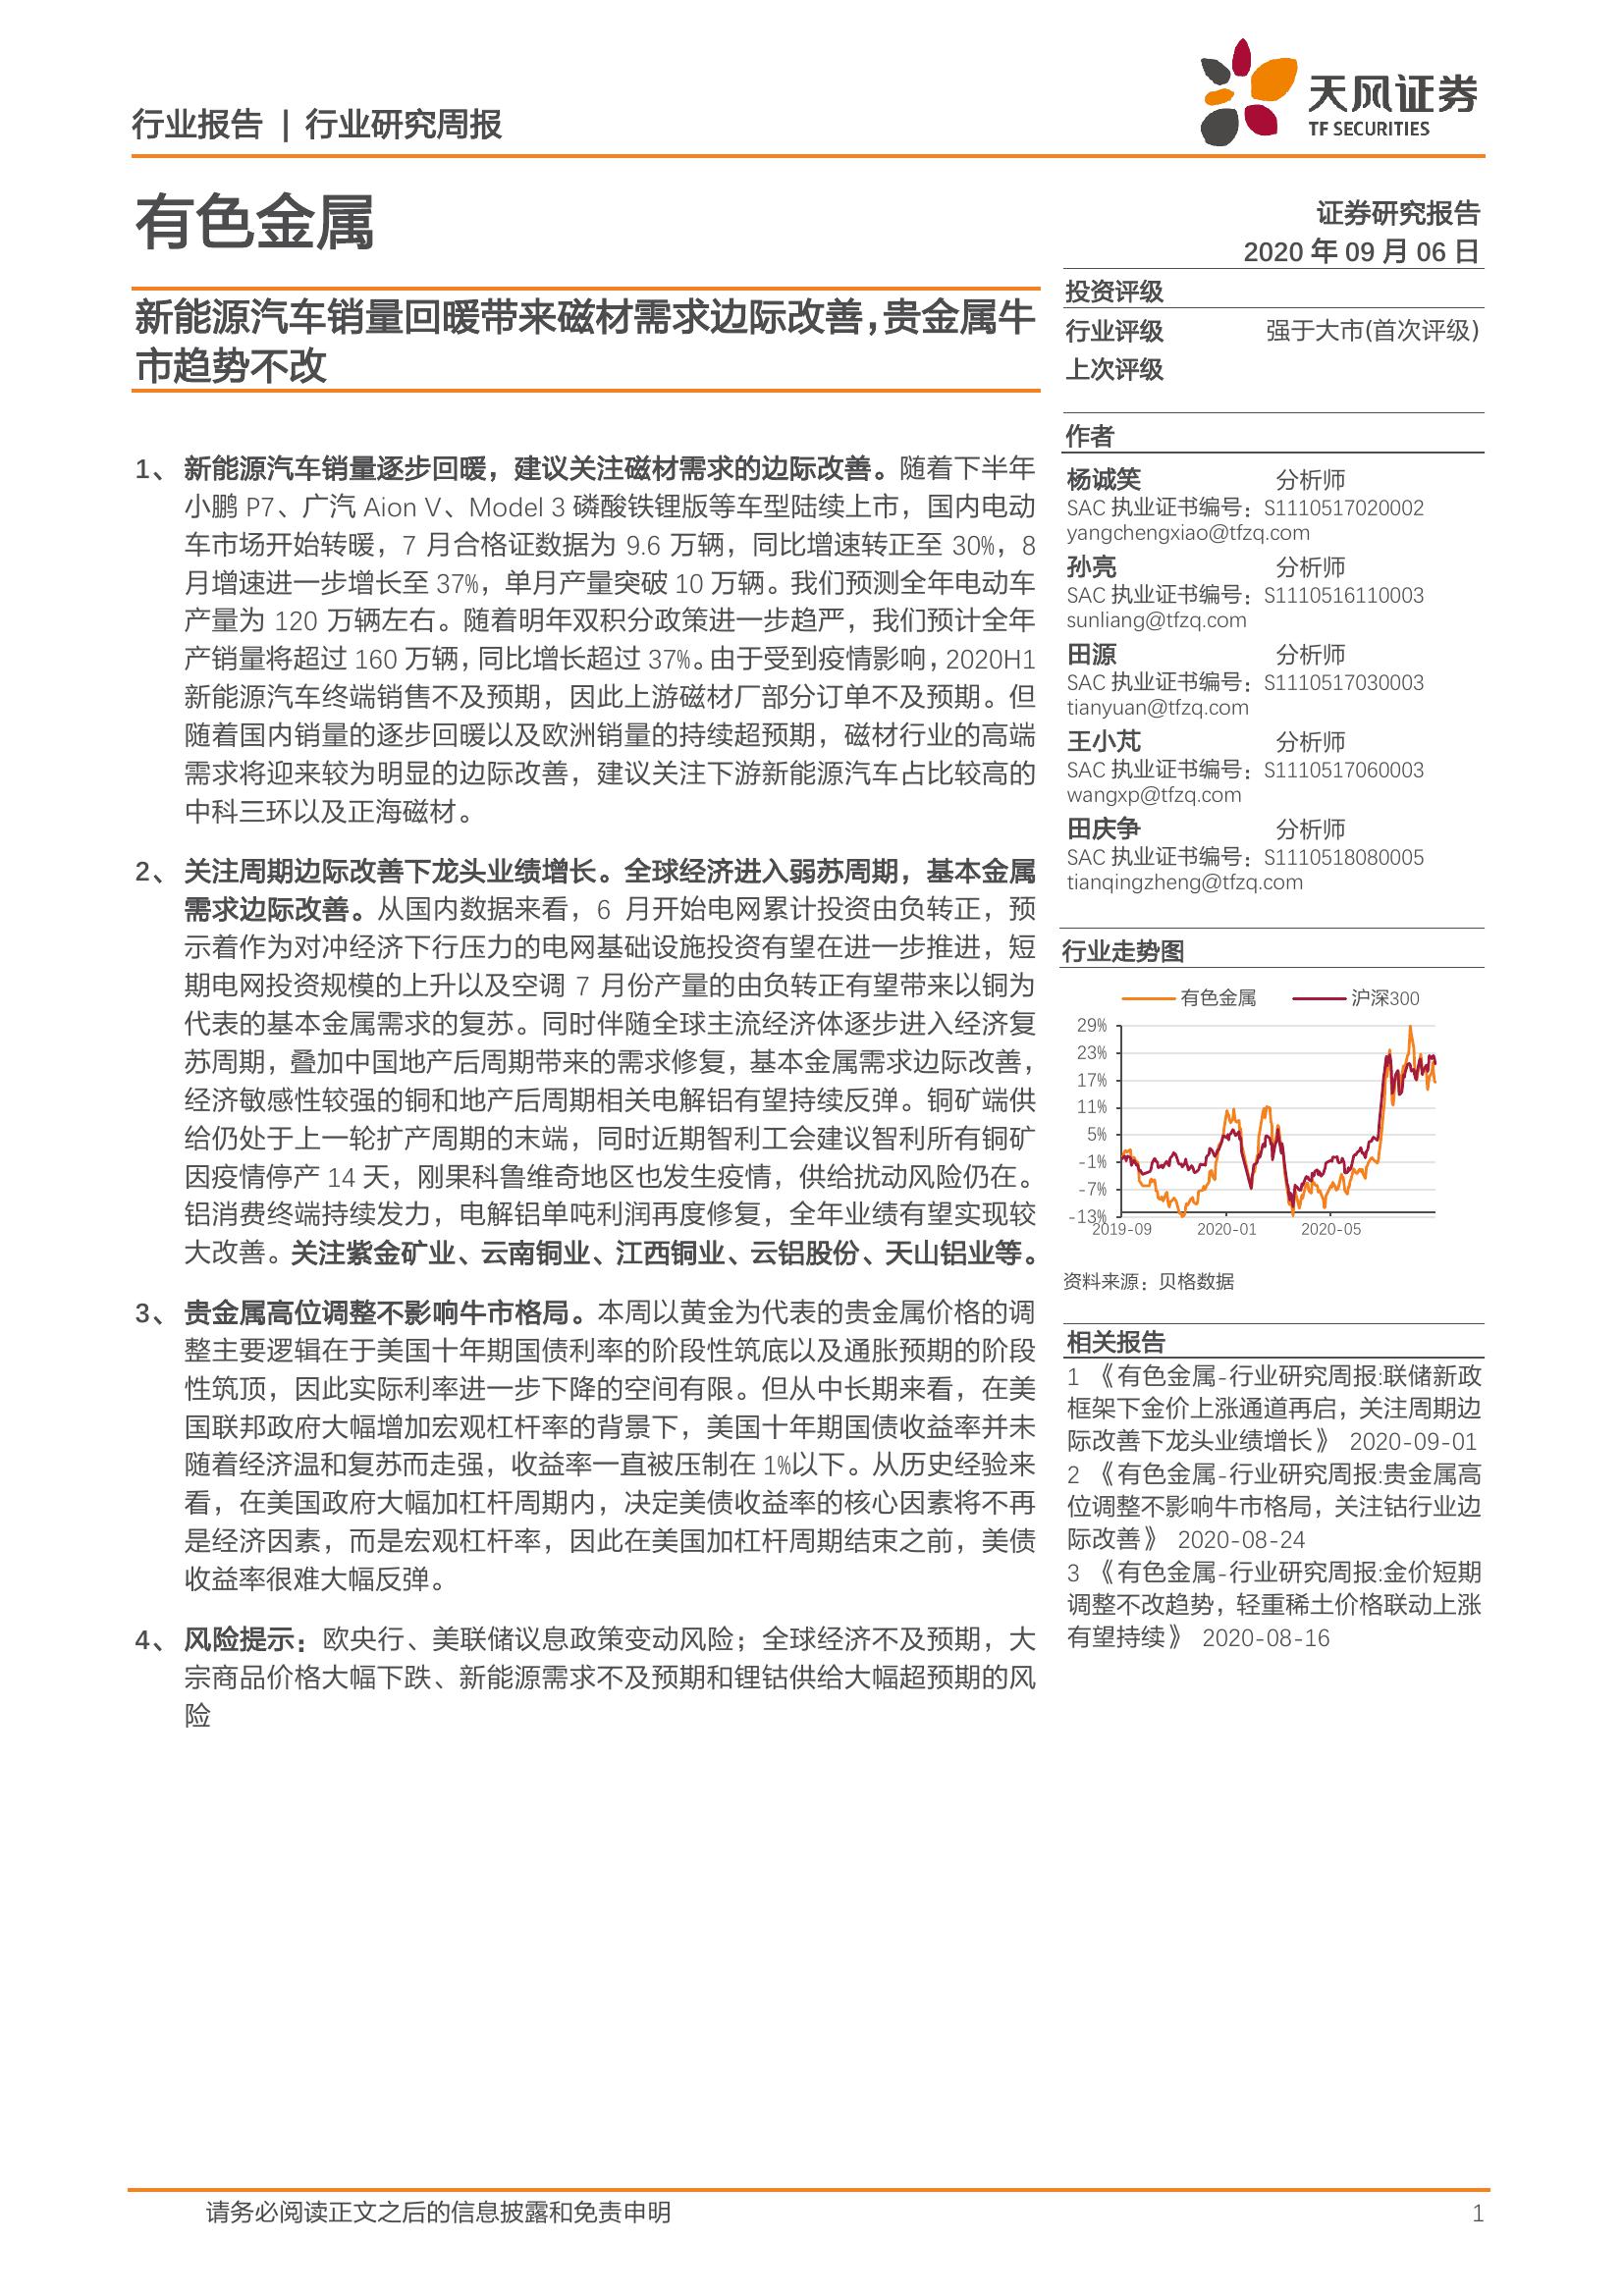 行业报告 | 行业研究周报
天风证券
TF SECURITIES
有色金属
证券研究报告
2020 年 09 月 06 日
新能源汽车销量回暖带来磁材需求边际改善,贵金属牛
市趋势不改
1、 新能源汽车销量逐步回暖，建议关注磁材需求的边际改善。随着下半年
小鹏 P7、广汽 Aion V、Model 3 磷酸铁锂版等车型陆续上市，国内电动
车市场开始转暖，7 月合格证数据为 9.6 万辆，同比增速转正至 30%，8
月增速进一步增长至 37%，单月产量突破 10 万辆。我们预测全年电动车
产量为 120 万辆左右。随着明年双积分政策进一步趋严，我们预计全年
产销量将超过 160 万辆，同比增长超过 37%。由于受到疫情影响，2020H1
新能源汽车终端销售不及预期，因此上游磁材厂部分订单不及预期。但
随着国内销量的逐步回暖以及欧洲销量的持续超预期，磁材行业的高端
需求将迎来较为明显的边际改善，建议关注下游新能源汽车占比较高的
中科三环以及正海磁材。
2、 关注周期边际改善下龙头业绩增长。全球经济进入弱苏周期，基本金属
需求边际改善。从国内数据来看，6 月开始电网累计投资由负转正，预
示着作为对冲经济下行压力的电网基础设施投资有望在进一步推进，短
期电网投资规模的上升以及空调 7 月份产量的由负转正有望带来以铜为
代表的基本金属需求的复苏。同时伴随全球主流经济体逐步进入经济复
苏周期，叠加中国地产后周期带来的需求修复，基本金属需求边际改善，
经济敏感性较强的铜和地产后周期相关电解铝有望持续反弹。铜矿端供
给仍处于上一轮扩产周期的末端，同时近期智利工会建议智利所有铜矿
因疫情停产 14 天，刚果科鲁维奇地区也发生疫情，供给扰动风险仍在。
铝消费终端持续发力，电解铝单吨利润再度修复，全年业绩有望实现较
大改善。关注紫金矿业、云南铜业、江西铜业、云铝股份、天山铝业等。
3、 贵金属高位调整不影响牛市格局。本周以黄金为代表的贵金属价格的调
整主要逻辑在于美国十年期国债利率的阶段性筑底以及通胀预期的阶段
性筑顶，因此实际利率进一步下降的空间有限。但从中长期来看，在美
国联邦政府大幅增加宏观杠杆率的背景下，美国十年期国债收益率并未
随着经济温和复苏而走强，收益率一直被压制在 1%以下。从历史经验来
看，在美国政府大幅加杠杆周期内，决定美债收益率的核心因素将不再
是经济因素，而是宏观杠杆率，因此在美国加杠杆周期结束之前，美债
收益率很难大幅反弹。
4、 风险提示：欧央行、美联储议息政策变动风险；全球经济不及预期，大
宗商品价格大幅下跌、新能源需求不及预期和锂钴供给大幅超预期的风
险
投资评级
行业评级 强于大市(首次评级)
上次评级
作者
杨诚笑 分析师
SAC 执业证书编号：S1110517020002
yangchengxiao@tfzq.com
孙亮 分析师
SAC 执业证书编号：S1110516110003
sunliang@tfzq.com
田源 分析师
SAC 执业证书编号：S1110517030003
tianyuan@tfzq.com
王小芃 分析师
SAC 执业证书编号：S1110517060003
wangxp@tfzq.com
田庆争 分析师
SAC 执业证书编号：S1110518080005
tianqingzheng@tfzq.com
行业走势图
有色金属 沪深300
29%
23%
17%
11%
5%
-1%
-7%
-13%
2019-09 2020-01 2020-05
资料来源：贝格数据
相关报告
1 《有色金属-行业研究周报:联储新政
框架下金价上涨通道再启，关注周期边
际改善下龙头业绩增长》 2020-09-01
2 《有色金属-行业研究周报:贵金属高
位调整不影响牛市格局，关注钴行业边
际改善》 2020-08-24
3 《有色金属-行业研究周报:金价短期
调整不改趋势，轻重稀土价格联动上涨
有望持续》 2020-08-16
请务必阅读正文之后的信息披露和免责申明 1